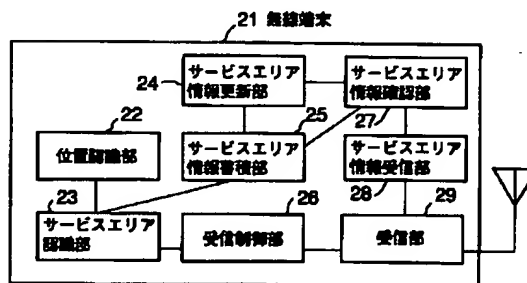 21 無線端末
24
サービスエリア
情報更新部
サービスエリア
情報確認部
27
22
位置認識部
25
サービスエリア
情報蓄積部
サービスエリア
情報受信部
28
23
サービスエリア
認識部
26
受信制御部
29
受信部